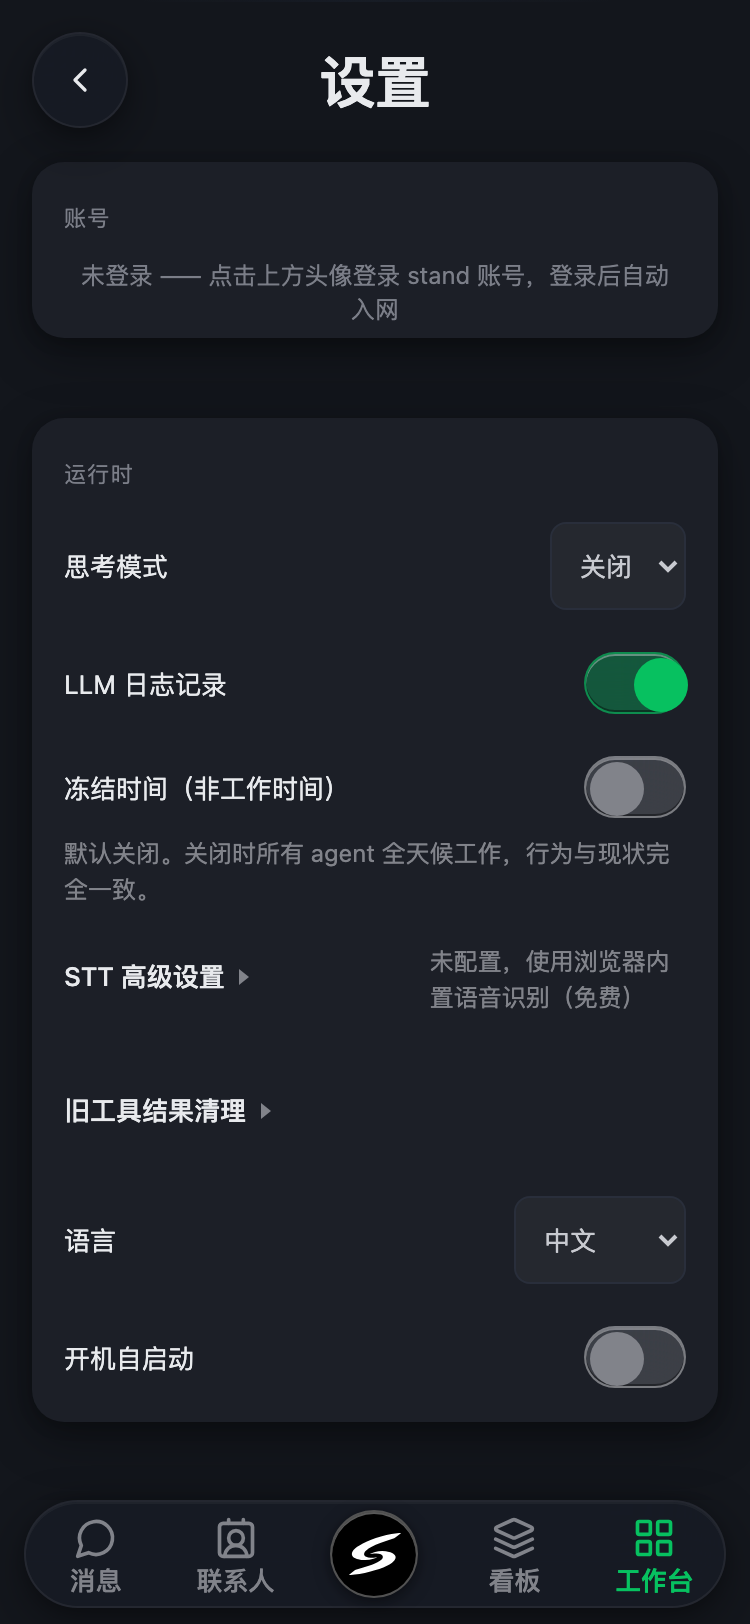 设置
账号
未登录 —— 点击上方头像登录 stand 账号，登录后自动
入网
运行时
思考模式
关闭
LLM 日志记录
冻结时间（非工作时间）
默认关闭。关闭时所有 agent 全天候工作，行为与现状完
全一致。
STT 高级设置
未配置，使用浏览器内
置语音识别（免费）
旧工具结果清理
语言
中文
开机自启动
消息
联系人
看板
工作台